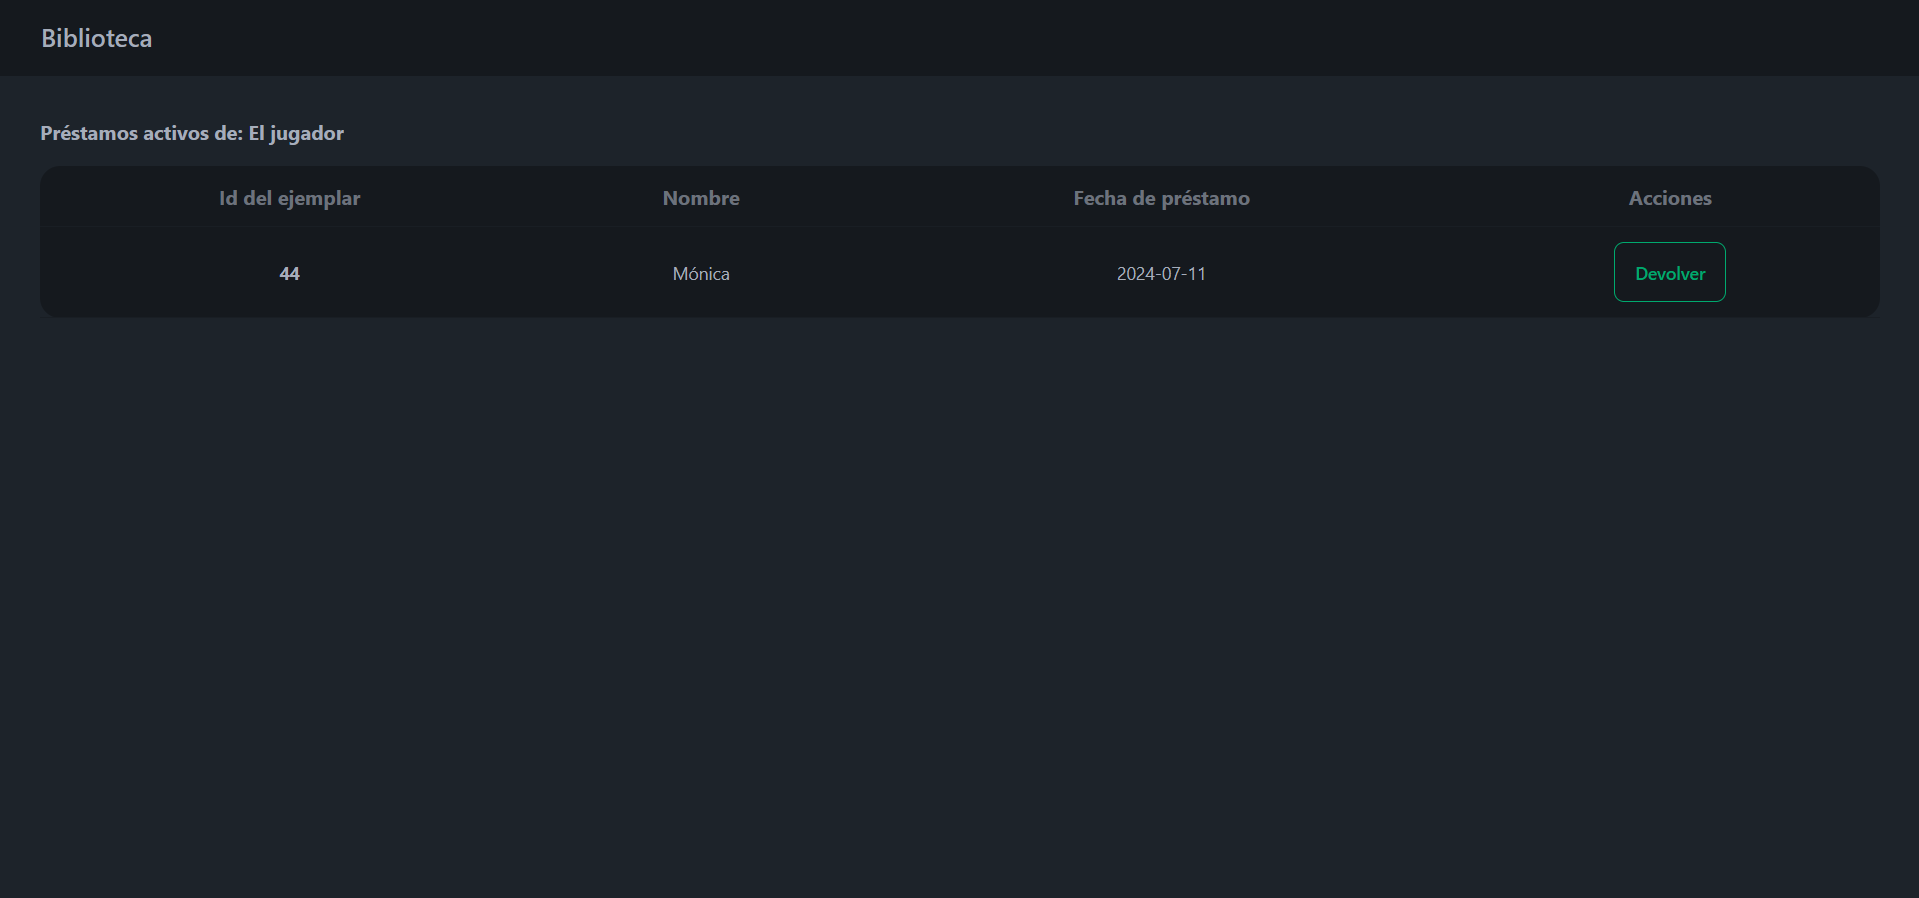 Biblioteca
Préstamos activos de: El jugador
Id del ejemplar Nombre Fecha de préstamo Acciones
44 Mónica 2024-07-11 Devolver